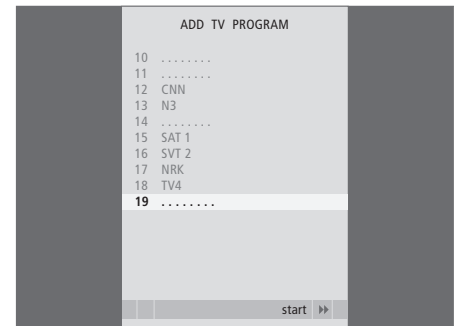 ADD TV PROGRAM
10 ........
11 ........
12 CNN
13 N3
14 ........
15 SAT 1
16 SVT 2
17 NRK
18 TV4
19 ........
start